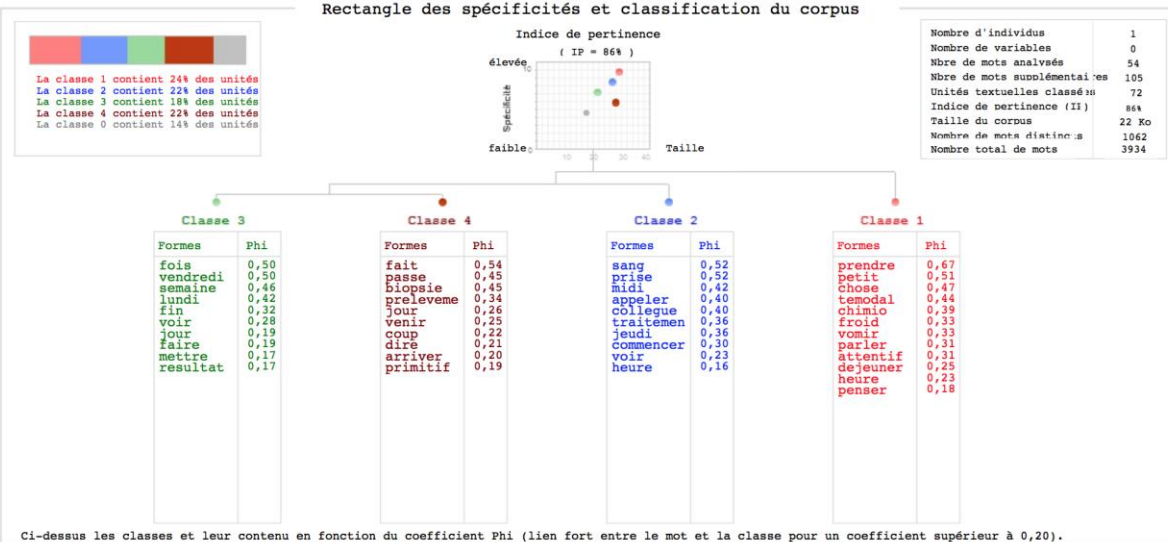 Rectangle des spécificités et classification du corpus
La classe 1 contient 24% des unités
La classe 2 contient 22% des unités
La classe 3 contient 18% des unités
La classe 4 contient 22% des unités
La classe 0 contient 14% des unités
Indice de pertinence
( IP = 86% )
élevée 10
Spécificité
faible 0
10 20 30 40
Taille
Nombre d'individus 1
Nombre de variables 0
Nbre de mots analysés 54
Nbre de mots supplémentaires 105
Unités textuelles classées 72
Indice de pertinence (II) 86%
Taille du corpus 22 Ko
Nombre de mots distincts 1062
Nombre total de mots 3934
Classe 3
Formes Phi
fois 0,50
vendredi 0,50
semaine 0,46
lundi 0,42
fin 0,32
voir 0,28
jour 0,19
faire 0,19
mettre 0,17
resultat 0,17
Classe 4
Formes Phi
fait 0,54
passe 0,45
biopsie 0,45
preleveme 0,34
jour 0,26
venir 0,25
coup 0,22
dire 0,21
arriver 0,20
primitif 0,19
Classe 2
Formes Phi
sang 0,52
prise 0,52
midi 0,42
appeler 0,40
collegue 0,40
traitemen 0,36
jeudi 0,36
commencer 0,30
voir 0,23
heure 0,16
Classe 1
Formes Phi
prendre 0,67
petit 0,51
chose 0,47
temodal 0,44
chimio 0,39
froid 0,33
vomir 0,33
parler 0,31
attentif 0,31
dejeuner 0,25
heure 0,23
penser 0,18
Ci-dessus les classes et leur contenu en fonction du coefficient Phi (lien fort entre le mot et la classe pour un coefficient supérieur à 0,20).